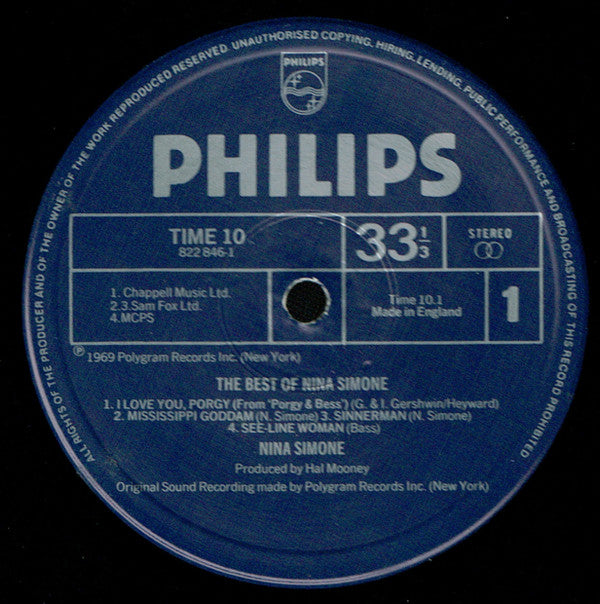 ALL RIGHTS OF THE PRODUCER AND OF THE OWNER OF THE WORK REPRODUCED RESERVED. UNAUTHORISED COPYING, HIRING, LENDING, PUBLIC PERFORMANCE AND BROADCASTING OF THIS RECORD PROHIBITED
PHILIPS
PHILIPS
TIME 10
822 846-1
33 1/3
STEREO
1. Chappell Music Ltd.
2.3. Sam Fox Ltd.
4. MCPS
Time 10.1
Made in England
1
℗ 1969 Polygram Records Inc. (New York)
THE BEST OF NINA SIMONE
1. I LOVE YOU, PORGY (From 'Porgy & Bess') (G. & I. Gershwin/Heyward)
2. MISSISSIPPI GODDAM (N. Simone) 3. SINNERMAN (N. Simone)
4. SEE-LINE WOMAN (Bass)
NINA SIMONE
Produced by Hal Mooney
Original Sound Recording made by Polygram Records Inc. (New York)